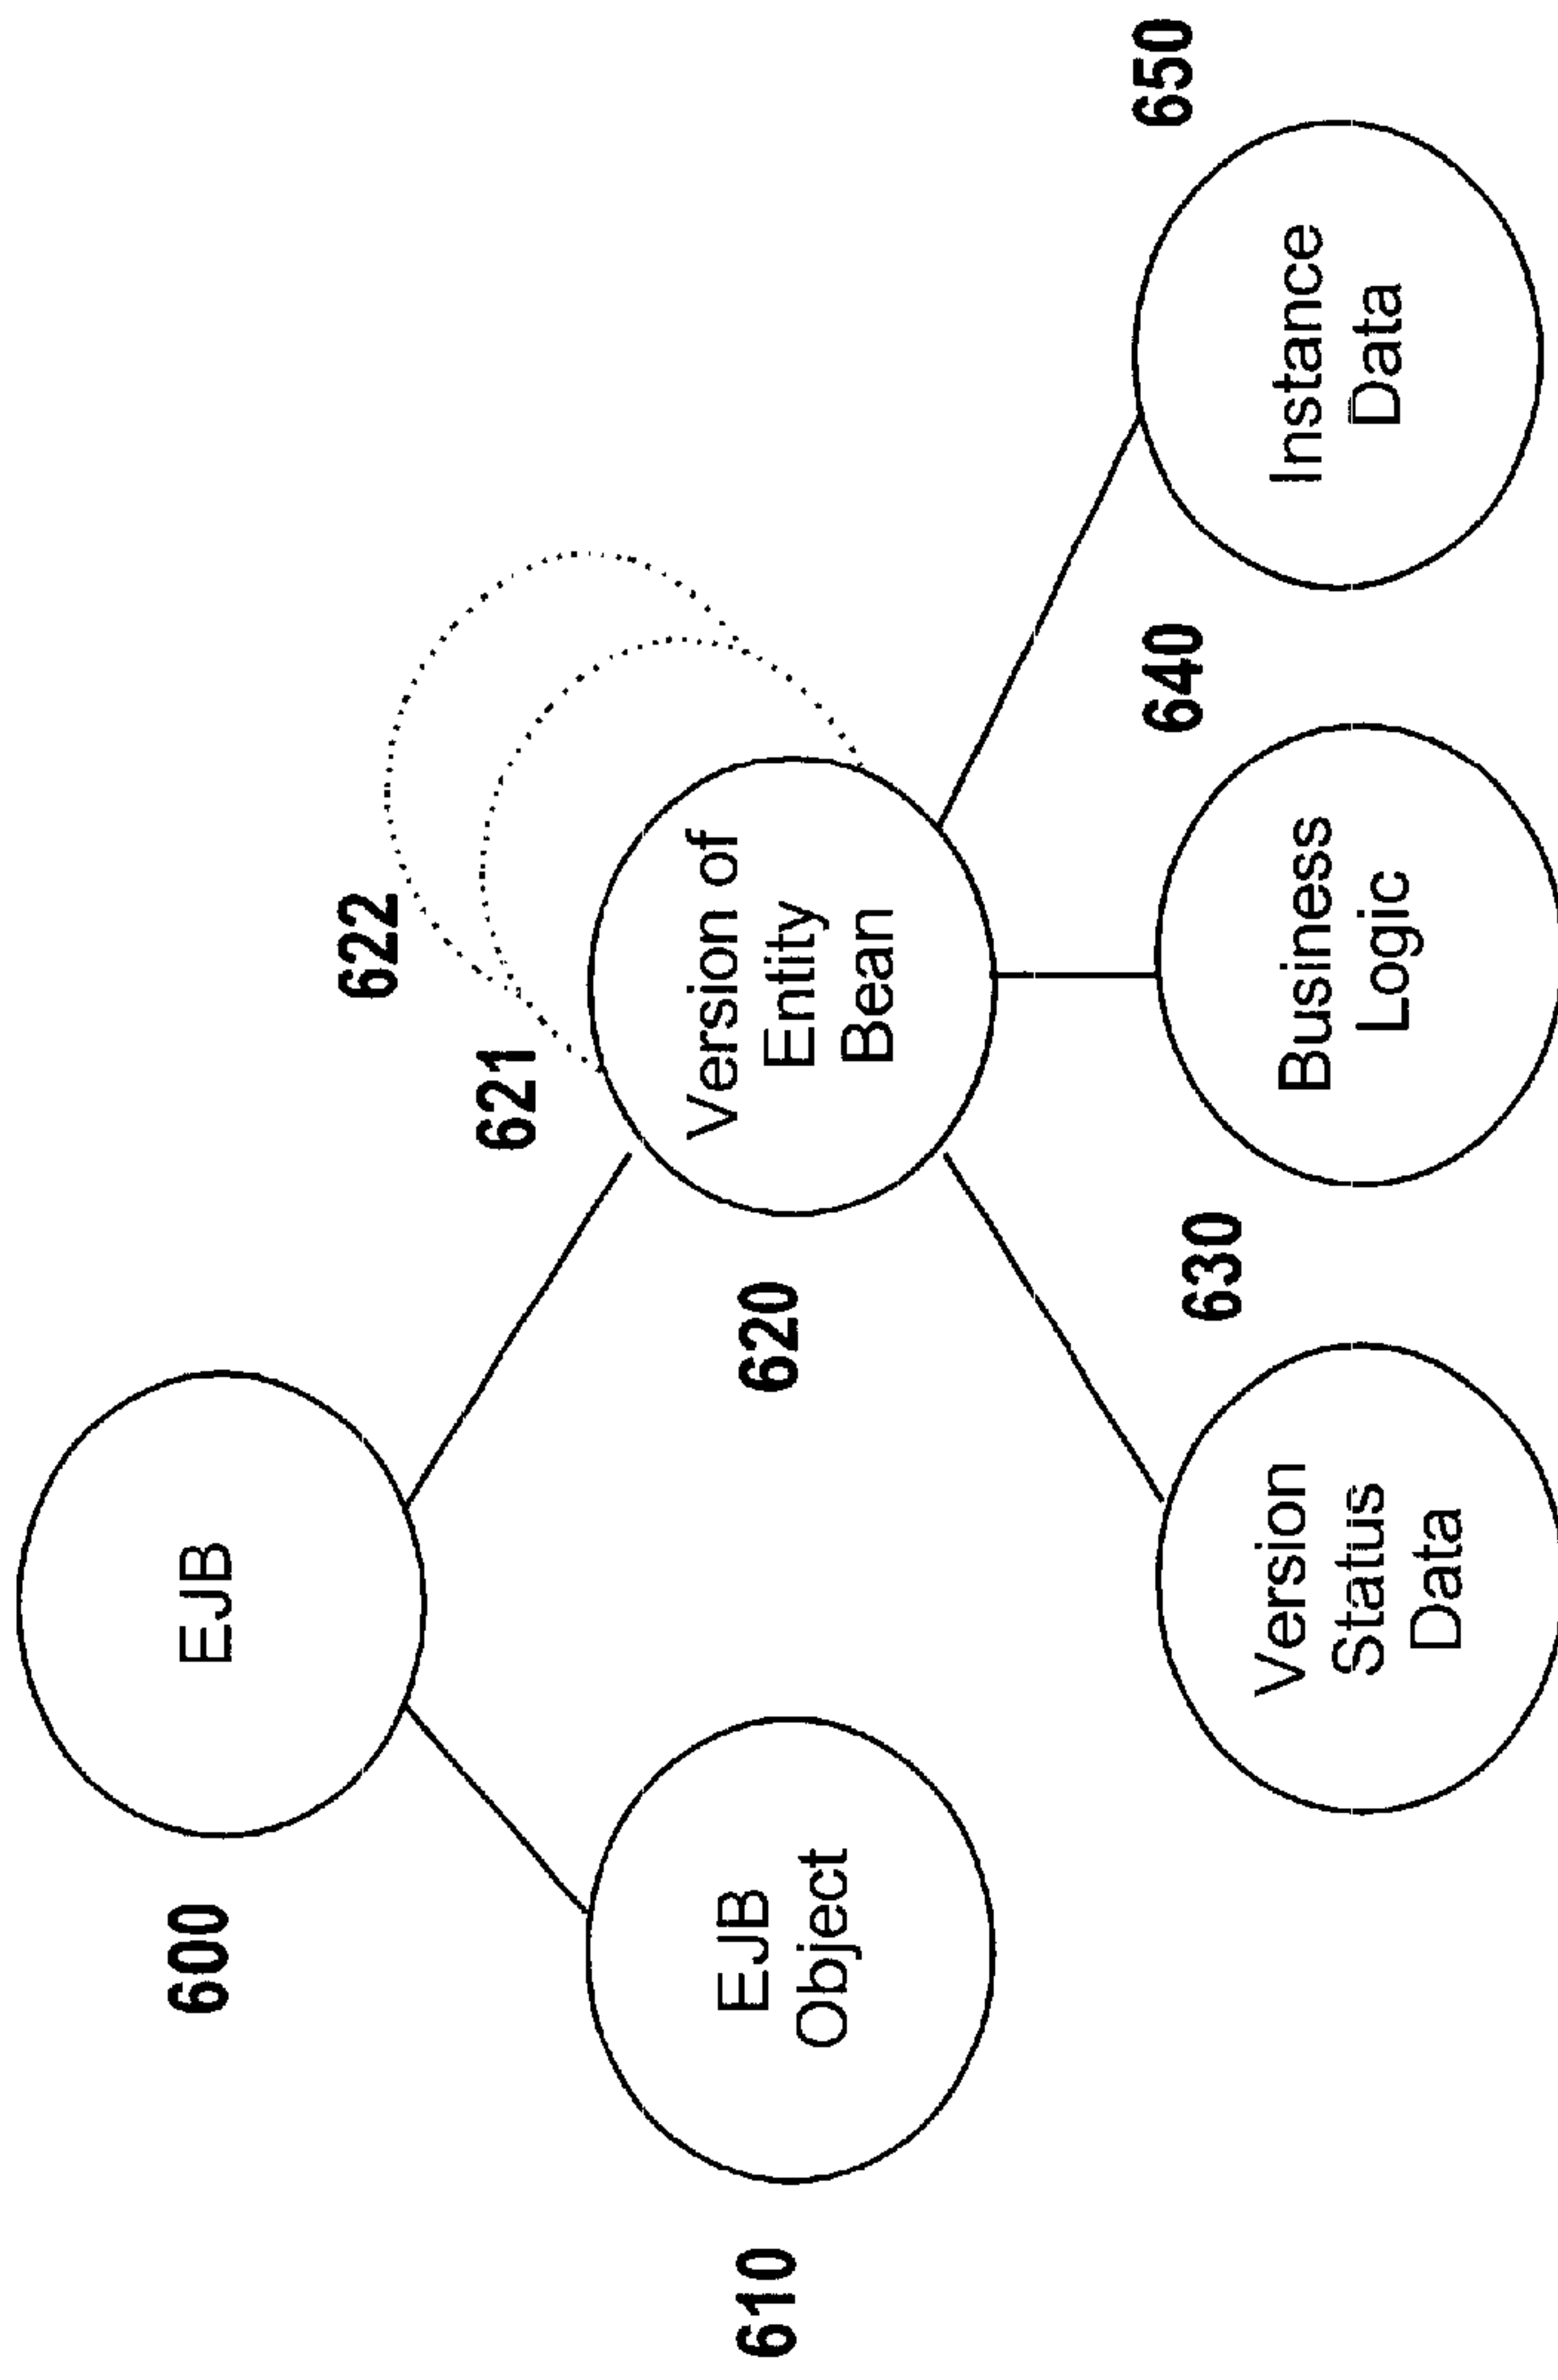 600
EJB
622
621
610
EJB
Object
620
Version of
Entity
Bean
Version
Status
Data
630
Business
Logic
640
Instance
Data
650